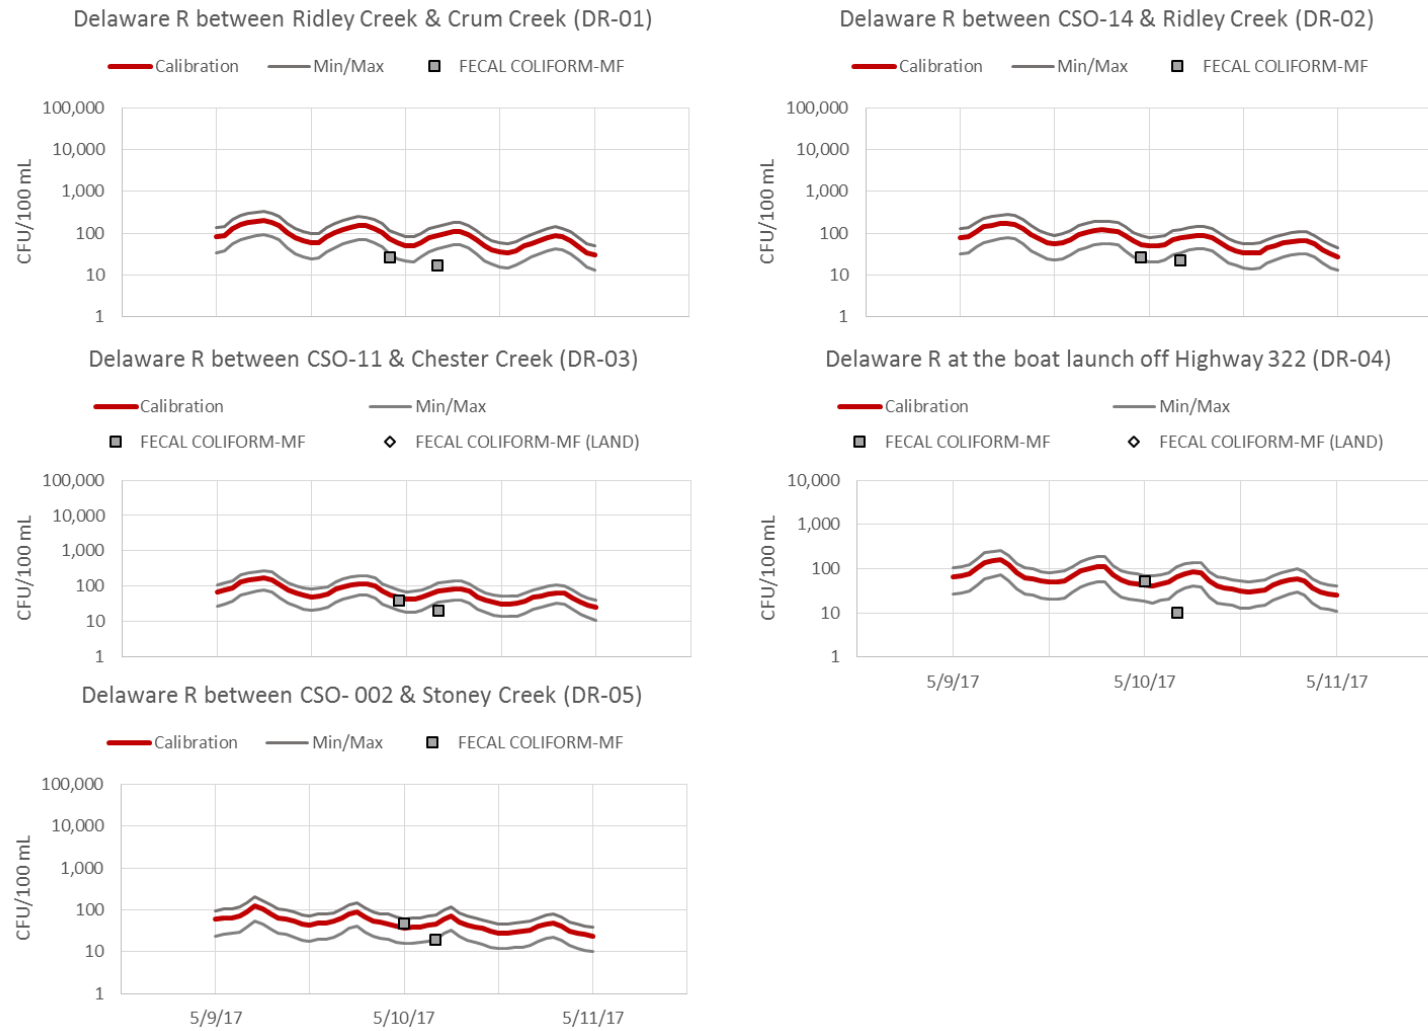 Delaware R between Ridley Creek & Crum Creek (DR-01)
Calibration Min/Max FECAL COLIFORM-MF
100,000
10,000
1,000
100
10
1
CFU/100 mL
Delaware R between CSO-14 & Ridley Creek (DR-02)
Calibration Min/Max FECAL COLIFORM-MF
100,000
10,000
1,000
100
10
1
CFU/100 mL
Delaware R between CSO-11 & Chester Creek (DR-03)
Calibration Min/Max
FECAL COLIFORM-MF FECAL COLIFORM-MF (LAND)
100,000
10,000
1,000
100
10
1
CFU/100 mL
Delaware R at the boat launch off Highway 322 (DR-04)
Calibration Min/Max
FECAL COLIFORM-MF FECAL COLIFORM-MF (LAND)
10,000
1,000
100
10
1
CFU/100 mL
5/9/17 5/10/17 5/11/17
Delaware R between CSO- 002 & Stoney Creek (DR-05)
Calibration Min/Max FECAL COLIFORM-MF
100,000
10,000
1,000
100
10
1
CFU/100 mL
5/9/17 5/10/17 5/11/17